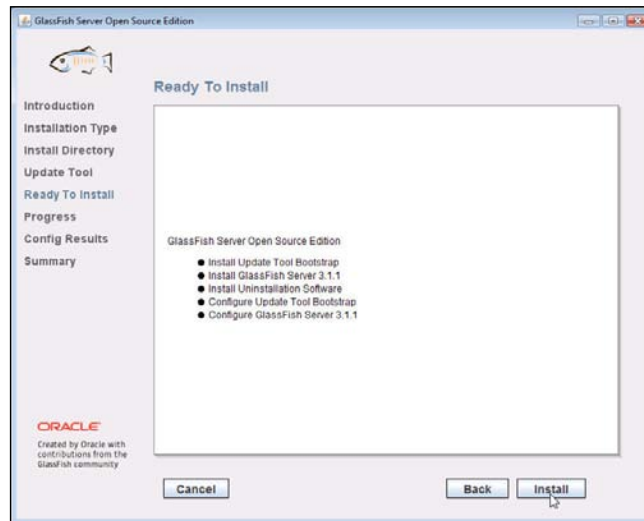 GlassFish Server Open Source Edition
Ready To Install
Introduction
Installation Type
Install Directory
Update Tool
Ready To Install
Progress
Config Results
Summary
GlassFish Server Open Source Edition
● Install Update Tool Bootstrap
● Install GlassFish Server 3.1.1
● Install Uninstallation Software
● Configure Update Tool Bootstrap
● Configure GlassFish Server 3.1.1
ORACLE
Created by Oracle with
contributions from the
GlassFish community
Cancel
Back
Install